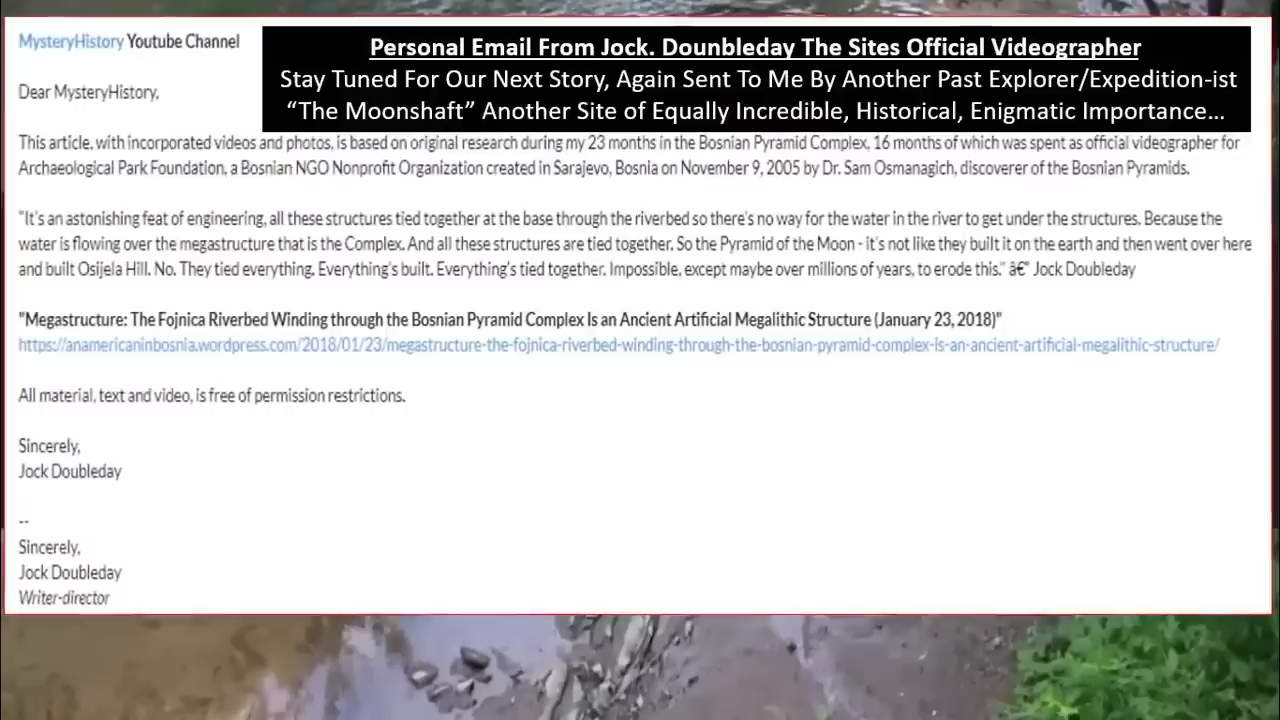 MysteryHistory Youtube Channel
Personal Email From Jock. Dounbleday The Sites Official Videographer
Stay Tuned For Our Next Story, Again Sent To Me By Another Past Explorer/Expedition-ist
“The Moonshaft” Another Site of Equally Incredible, Historical, Enigmatic Importance...
Dear MysteryHistory,
This article, with incorporated videos and photos, is based on original research during my 23 months in the Bosnian Pyramid Complex, 16 months of which was spent as official videographer for
Archaeological Park Foundation, a Bosnian NGO Nonprofit Organization created in Sarajevo, Bosnia on November 9, 2005 by Dr. Sam Osmanagich, discoverer of the Bosnian Pyramids.
"It's an astonishing feat of engineering, all these structures tied together at the base through the riverbed so there's no way for the water in the river to get under the structures. Because the
water is flowing over the megastructure that is the Complex. And all these structures are tied together. So the Pyramid of the Moon - it's not like they built it on the earth and then went over here
and built Osijela Hill. No. They tied everything. Everything's built. Everything's tied together. Impossible, except maybe over millions of years, to erode this." â€" Jock Doubleday
"Megastructure: The Fojnica Riverbed Winding through the Bosnian Pyramid Complex Is an Ancient Artificial Megalithic Structure (January 23, 2018)"
https://anamericaninbosnia.wordpress.com/2018/01/23/megastructure-the-fojnica-riverbed-winding-through-the-bosnian-pyramid-complex-is-an-ancient-artificial-megalithic-structure/
All material, text and video, is free of permission restrictions.
Sincerely,
Jock Doubleday
--
Sincerely,
Jock Doubleday
Writer-director